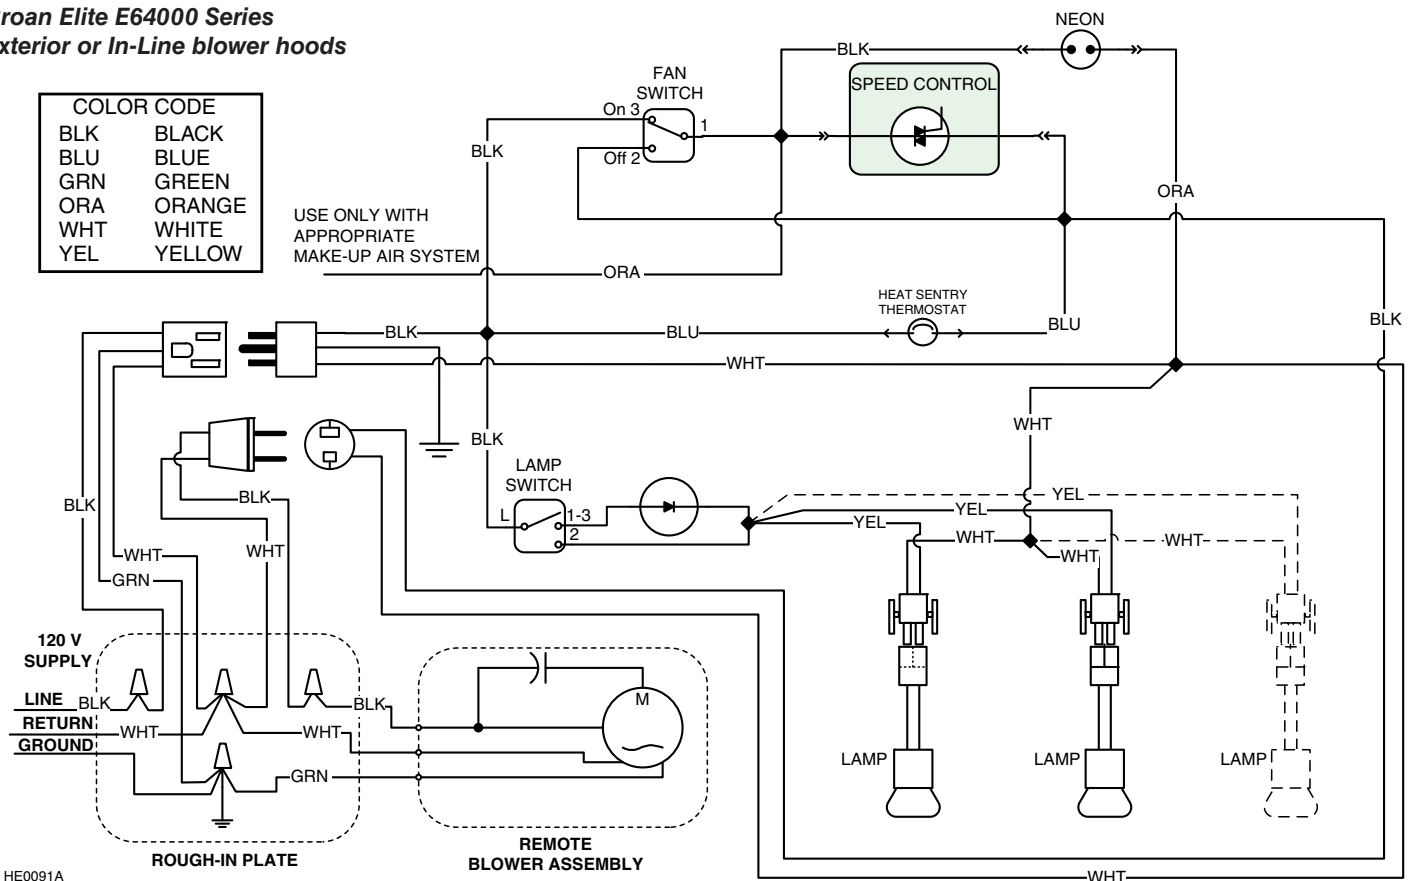 roan Elite E64000 Series
xterior or In-Line blower hoods
COLOR CODE
BLK BLACK
BLU BLUE
GRN GREEN
ORA ORANGE
WHT WHITE
YEL YELLOW
NEON
BLK
FAN
SWITCH
On 3
1
Off 2
SPEED CONTROL
BLK
ORA
USE ONLY WITH
APPROPRIATE
MAKE-UP AIR SYSTEM
ORA
HEAT SENTRY
THERMOSTAT
BLK
BLU
BLU
BLK
WHT
WHT
BLK
LAMP
SWITCH
L
1-3
2
YEL
YEL
YEL
WHT
WHT
WHT
BLK
BLK
WHT
WHT
GRN
120 V
SUPPLY
LINE
BLK
RETURN
WHT
GROUND
BLK
WHT
GRN
M
LAMP
LAMP
LAMP
ROUGH-IN PLATE
REMOTE
BLOWER ASSEMBLY
WHT
HE0091A